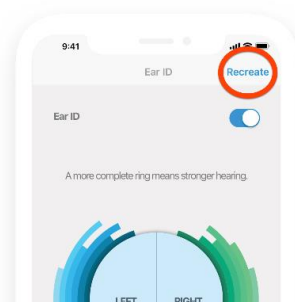 9:41
Ear ID Recreate
Ear ID
A more complete ring means stronger hearing.
LEFT RIGHT